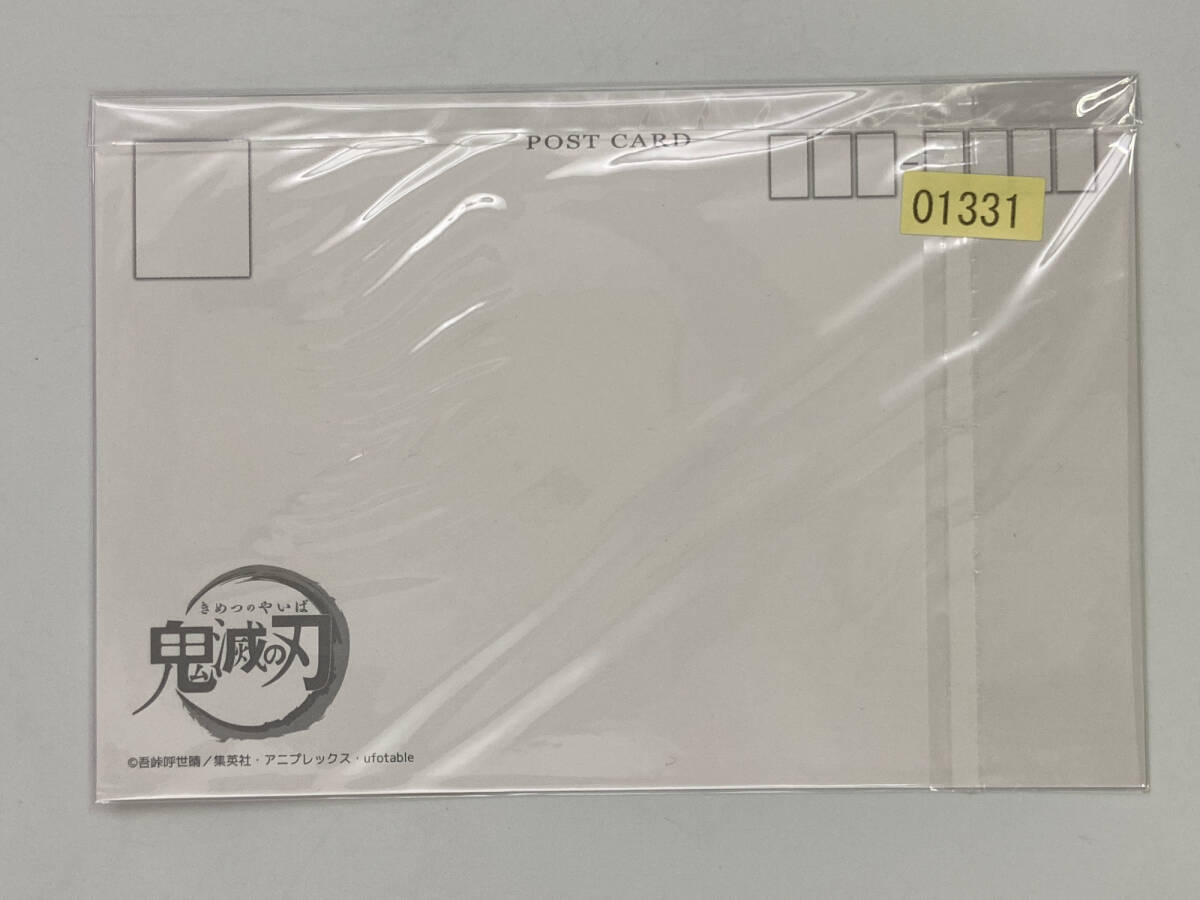 POST CARD
01331
きめつのやいば
鬼滅の刃
©吾峠呼世晴／集英社・アニプレックス・ufotable